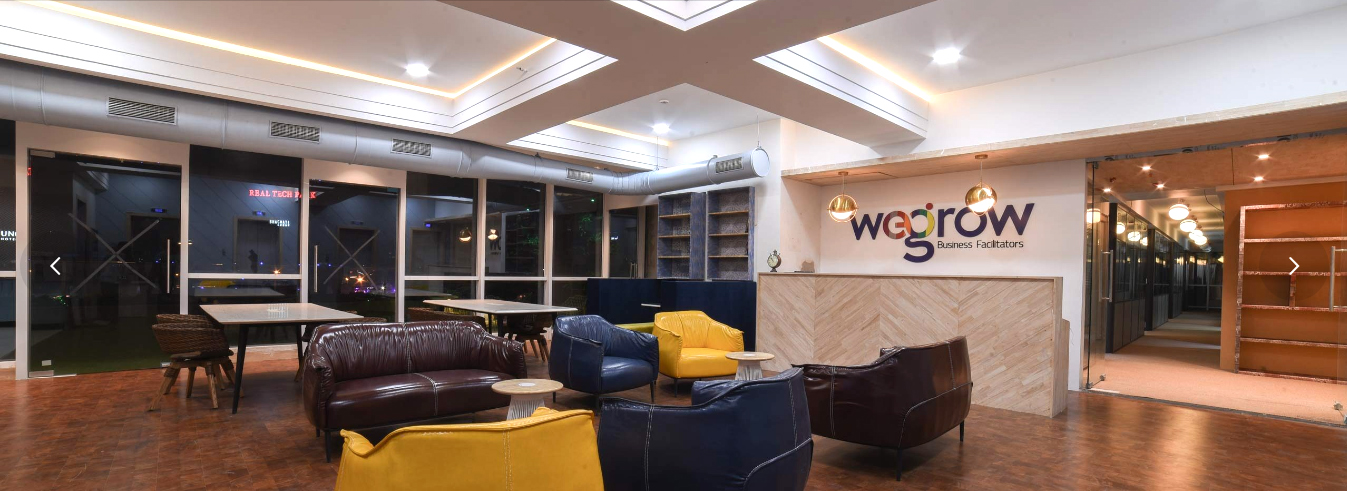 REAL TECH PARK
wegrow
Business Facilitators